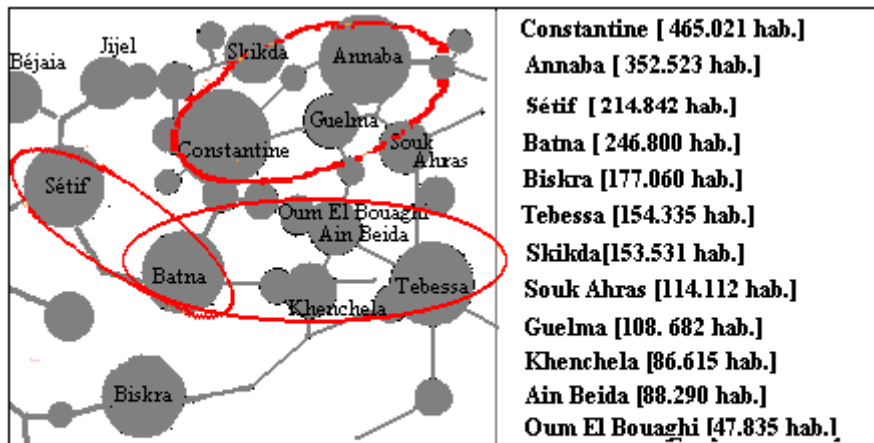 Béjaia
Jijel
Skikda
Annaba
Guelma
Constantine
Souk
Ahras
Sétif
Oum El Bouaghi
Ain Beida
Batna
Khenchela
Tebessa
Biskra
Constantine [ 465.021 hab.]
Annaba [ 352.523 hab.]
Sétif [ 214.842 hab.]
Batna [ 246.800 hab.]
Biskra [177.060 hab.]
Tebessa [154.335 hab.]
Skikda[153.531 hab.]
Souk Ahras [114.112 hab.]
Guelma [108. 682 hab.]
Khenchela [86.615 hab.]
Ain Beida [88.290 hab.]
Oum El Bouaghi [47.835 hab.]